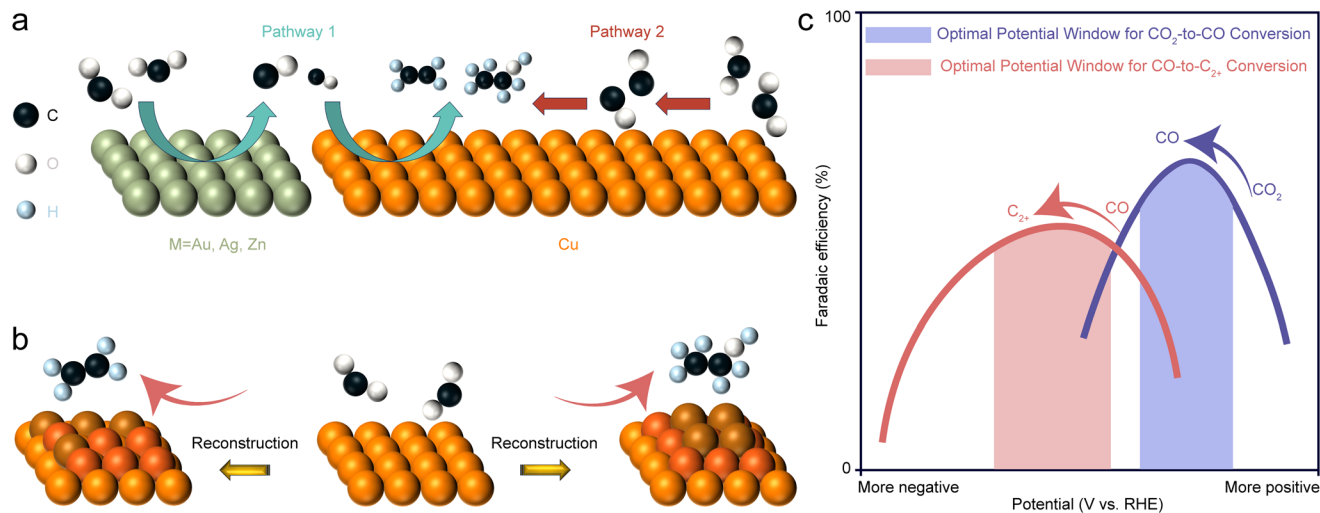 a
Pathway 1
Pathway 2
C
O
H
M=Au, Ag, Zn
Cu
b
Reconstruction
Reconstruction
c
100
Optimal Potential Window for CO₂-to-CO Conversion
Optimal Potential Window for CO-to-C₂₊ Conversion
Faradaic efficiency (%)
CO
CO₂
C₂₊
CO
0
More negative
More positive
Potential (V vs. RHE)